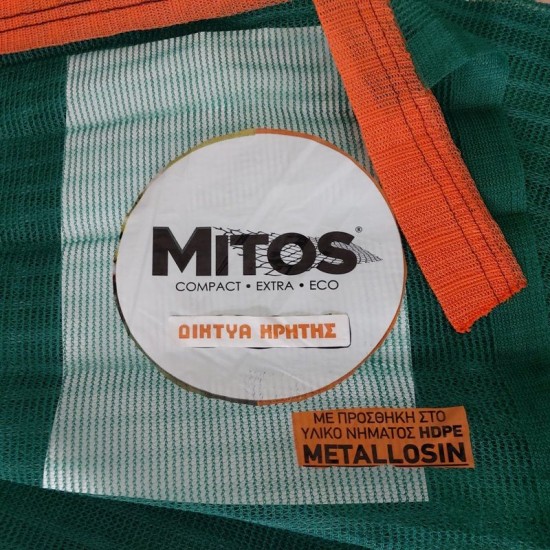 MITOS®
COMPACT • EXTRA • ECO
ΔΙΚΤΥΑ ΚΡΗΤΗΣ
ΜΕ ΠΡΟΣΘΗΚΗ ΣΤΟ
ΥΛΙΚΟ ΝΗΜΑΤΟΣ HDPE
METALLOSIN